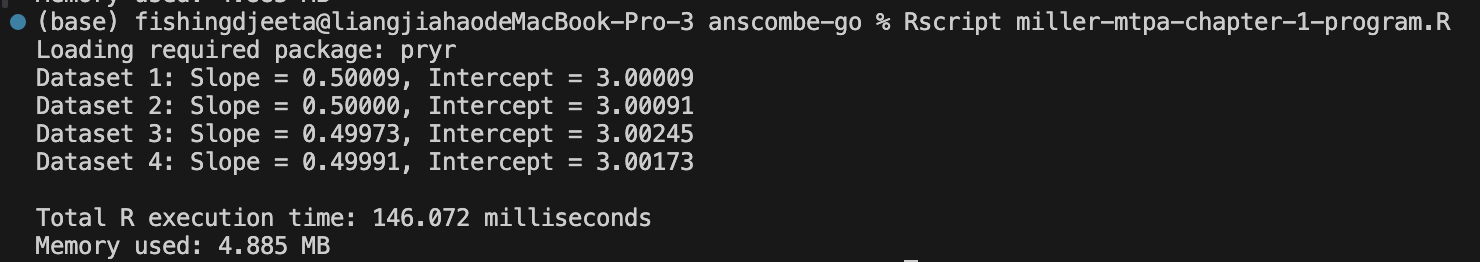 (base) fishingdjeeta@liangjiahaodeMacBook-Pro-3 anscombe-go % Rscript miller-mtpa-chapter-1-program.R
Loading required package: pryr
Dataset 1: Slope = 0.50009, Intercept = 3.00009
Dataset 2: Slope = 0.50000, Intercept = 3.00091
Dataset 3: Slope = 0.49973, Intercept = 3.00245
Dataset 4: Slope = 0.49991, Intercept = 3.00173
Total R execution time: 146.072 milliseconds
Memory used: 4.885 MB